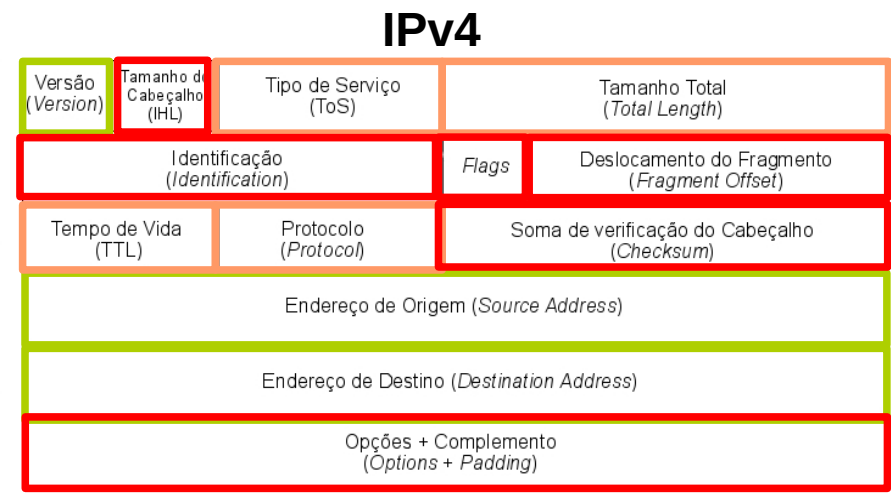 IPv4
Versão
(Version)
Tamanho do
Cabeçalho
(IHL)
Tipo de Serviço
(ToS)
Tamanho Total
(Total Length)
Identificação
(Identification)
Flags
Deslocamento do Fragmento
(Fragment Offset)
Tempo de Vida
(TTL)
Protocolo
(Protocol)
Soma de verificação do Cabeçalho
(Checksum)
Endereço de Origem (Source Address)
Endereço de Destino (Destination Address)
Opções + Complemento
(Options + Padding)